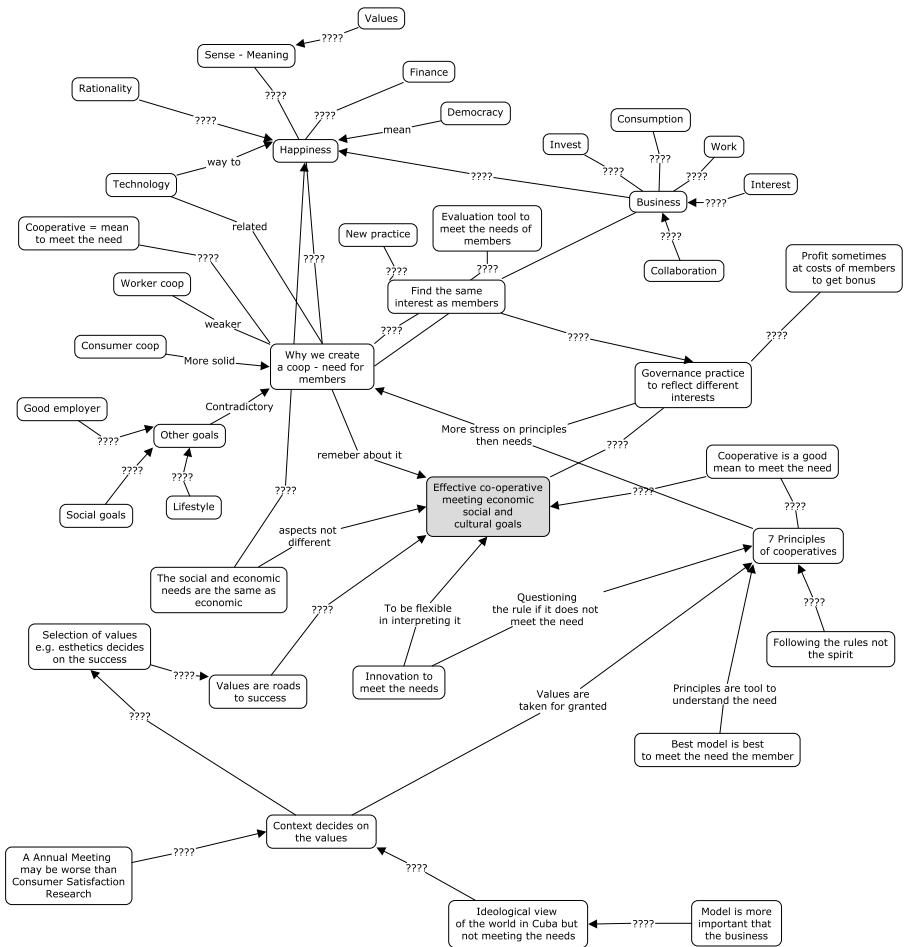 Values
????
Sense - Meaning
Finance
????
Rationality
????
????
Democracy
mean
Happiness
way to
Technology
related
Consumption
Invest
????
Work
????
????
Interest
????
Business
????
????
Collaboration
Cooperative = mean
to meet the need
????
????
New practice
????
Evaluation tool to
meet the needs of
members
????
Find the same
interest as members
????
????
Profit sometimes
at costs of members
to get bonus
????
Worker coop
weaker
Consumer coop
More solid
Why we create
a coop - need for
members
Governance practice
to reflect different
interests
Contradictory
Good employer
????
Other goals
????
????
Social goals
Lifestyle
More stress on principles
then needs
????
remeber about it
????
Effective co-operative
meeting economic
social and
cultural goals
Cooperative is a good
mean to meet the need
????
????
aspects not
different
7 Principles
of cooperatives
The social and economic
needs are the same as
economic
????
To be flexible
in interpreting it
Questioning
the rule if it does not
meet the need
????
Following the rules not
the spirit
Selection of values
e.g. esthetics decides
on the success
????
Values are roads
to success
Innovation to
meet the needs
Values are
taken for granted
Principles are tool to
understand the need
????
Best model is best
to meet the need the member
Context decides on
the values
A Annual Meeting
may be worse than
Consumer Satisfaction
Research
????
????
Ideological view
of the world in Cuba but
not meeting the needs
????
Model is more
important that
the business